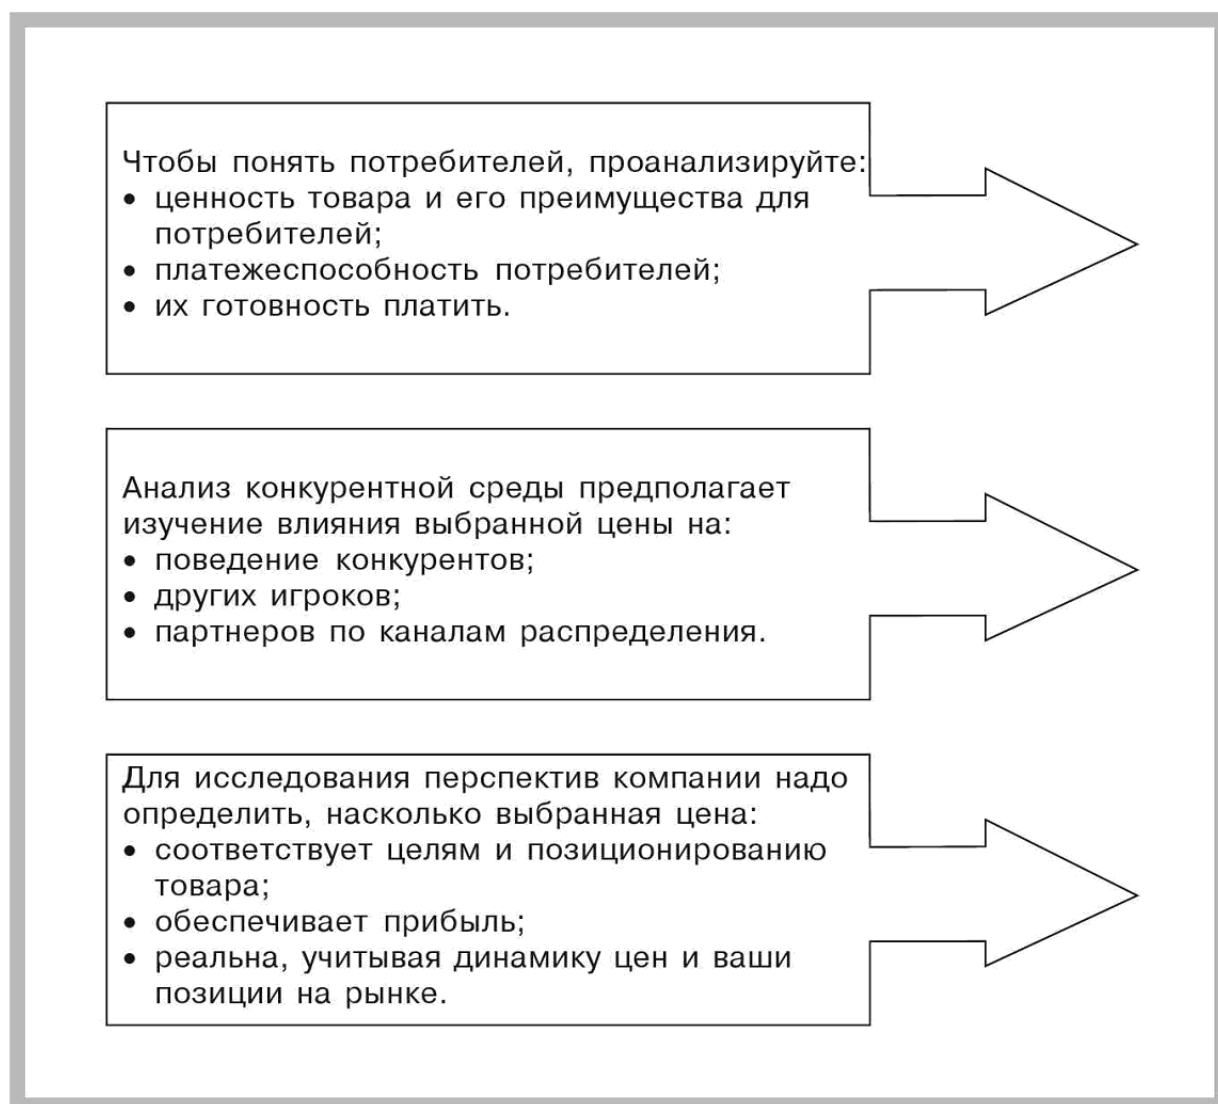 Чтобы понять потребителей, проанализируйте:
• ценность товара и его преимущества для
потребителей;
• платежеспособность потребителей;
• их готовность платить.
Анализ конкурентной среды предполагает
изучение влияния выбранной цены на:
• поведение конкурентов;
• других игроков;
• партнеров по каналам распределения.
Для исследования перспектив компании надо
определить, насколько выбранная цена:
• соответствует целям и позиционированию
товара;
• обеспечивает прибыль;
• реальна, учитывая динамику цен и ваши
позиции на рынке.